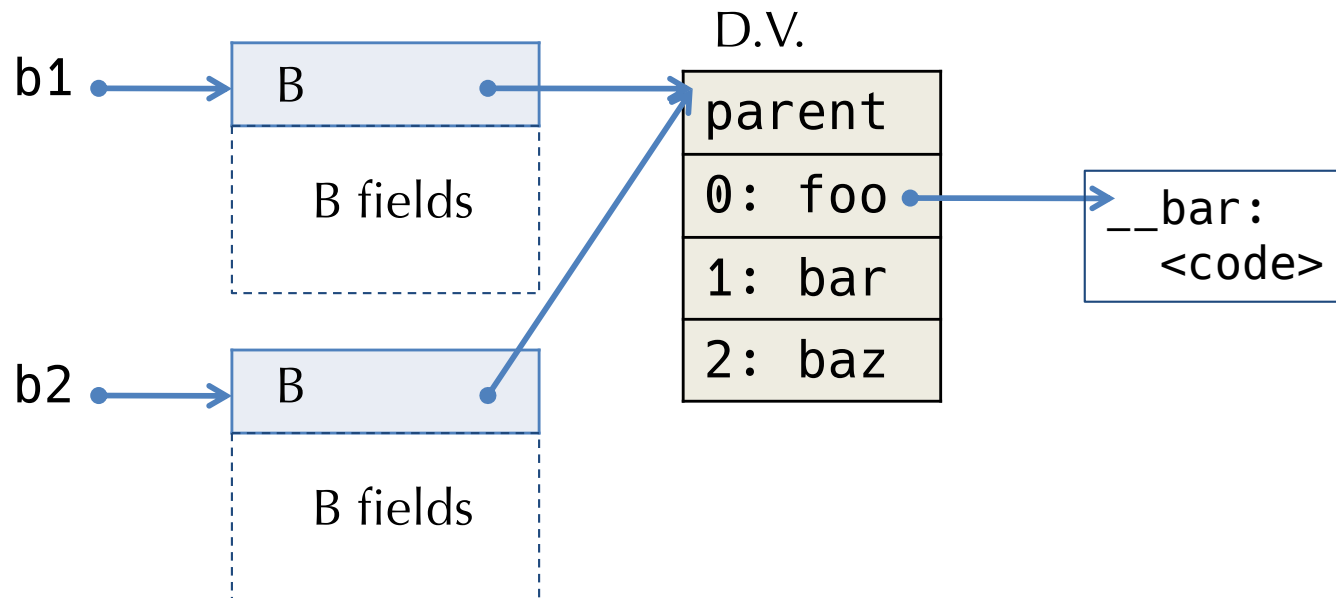 D.V.
b1
B
parent
B fields
0: foo
__bar:
<code>
1: bar
b2
B
2: baz
B fields